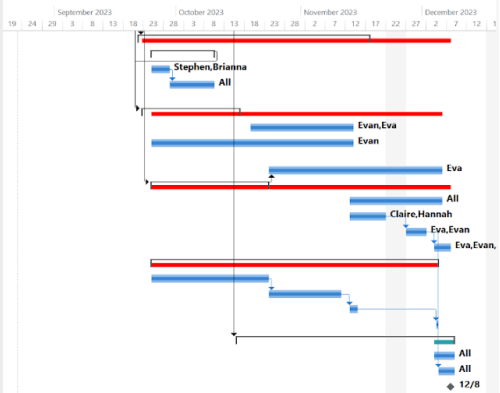 September 2023 October 2023 November 2023 December 2023
19 24 29 3 8 13 18 23 28 3 8 13 18 23 28 2 7 12 17 22 27 2 7 12
Stephen,Brianna
All
Evan,Eva
Evan
Eva
All
Claire,Hannah
Eva,Evan
Eva,Evan,
All
All
12/8